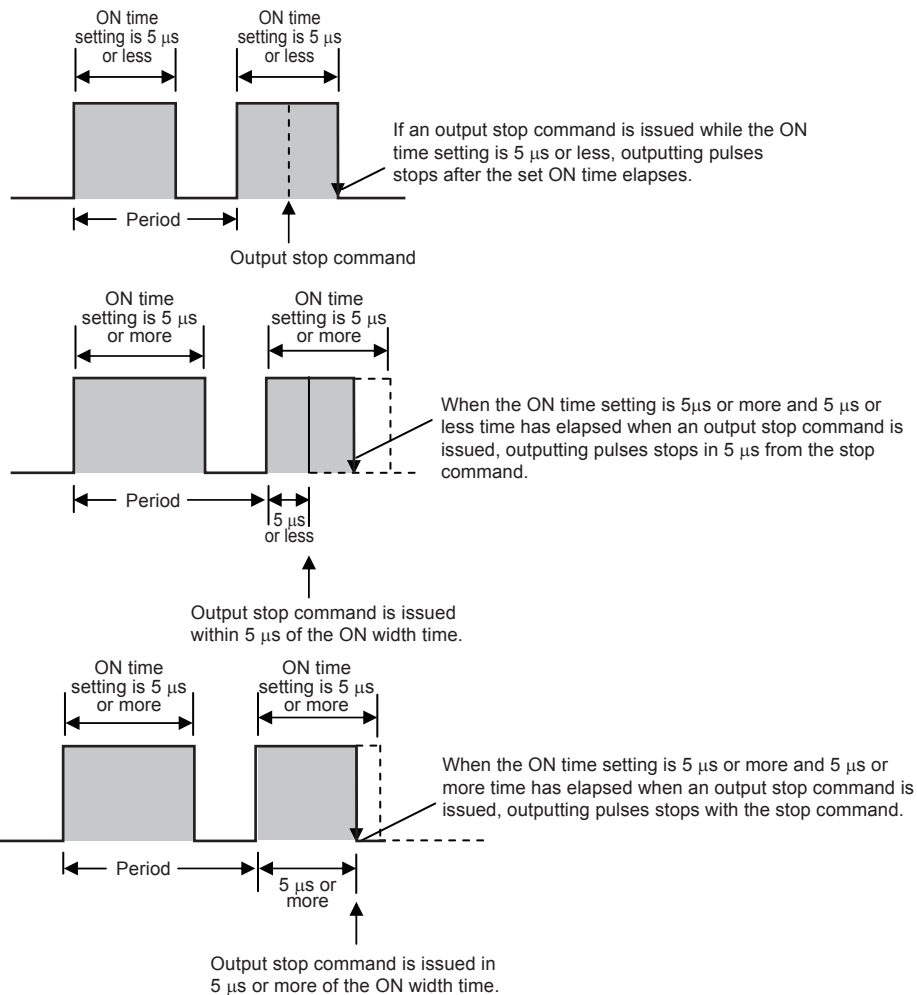 ON time
setting is 5 μs
or less
ON time
setting is 5 μs
or less
If an output stop command is issued while the ON
time setting is 5 μs or less, outputting pulses
stops after the set ON time elapses.
Period
Output stop command
ON time
setting is 5 μs
or more
ON time
setting is 5 μs
or more
When the ON time setting is 5μs or more and 5 μs or
less time has elapsed when an output stop command is
issued, outputting pulses stops in 5 μs from the stop
command.
Period
5 μs
or less
Output stop command is issued
within 5 μs of the ON width time.
ON time
setting is 5 μs
or more
ON time
setting is 5 μs
or more
When the ON time setting is 5 μs or more and 5 μs or
more time has elapsed when an output stop command is
issued, outputting pulses stops with the stop command.
Period
5 μs or
more
Output stop command is issued in
5 μs or more of the ON width time.